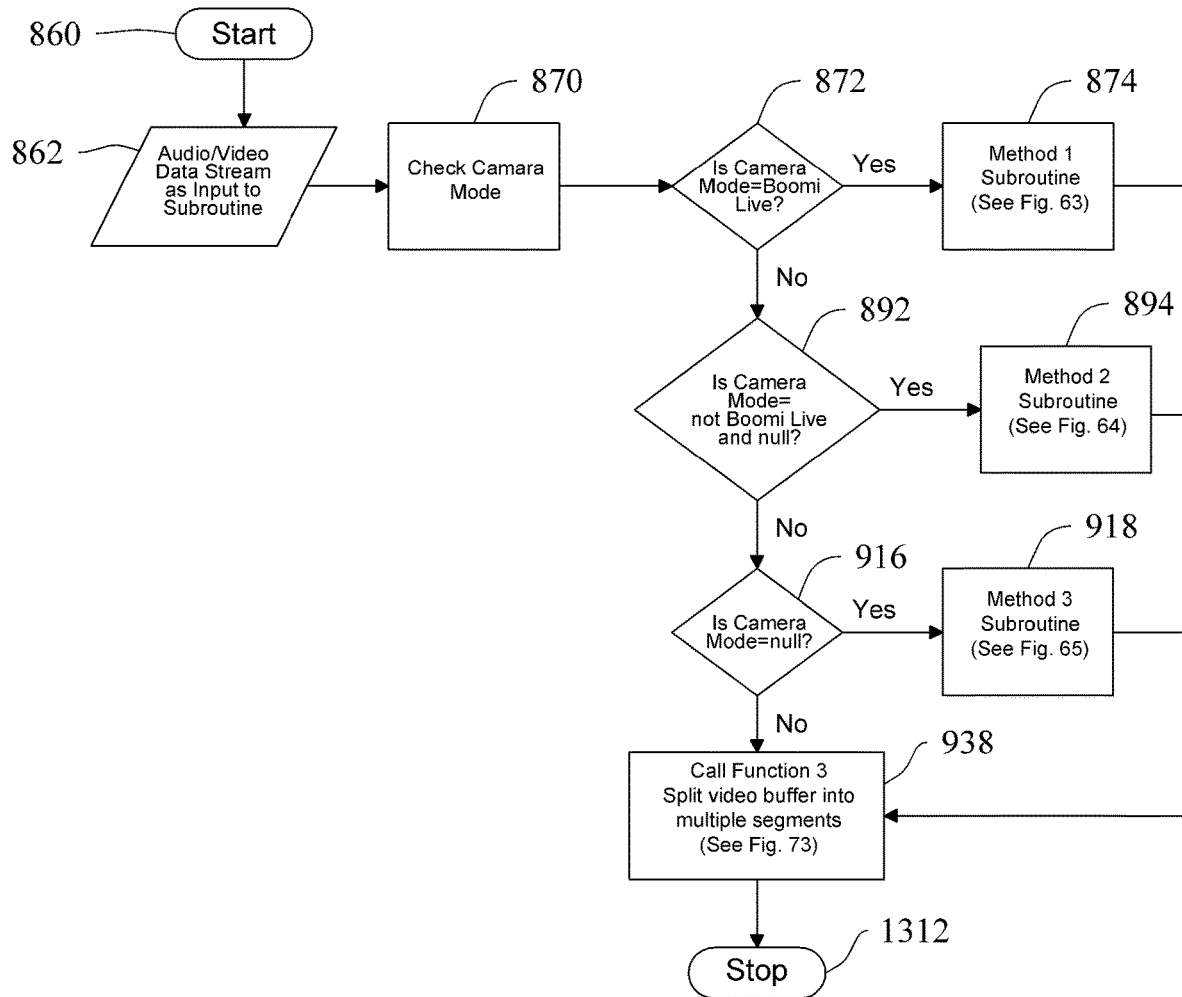 860
Start
870
872
874
862
Audio/Video
Data Stream
as Input to
Subroutine
Check Camara
Mode
Is Camera
Mode=Boomi
Live?
Yes
Method 1
Subroutine
(See Fig. 63)
No
892
894
Is Camera
Mode=
not Boomi Live
and null?
Yes
Method 2
Subroutine
(See Fig. 64)
No
916
918
Is Camera
Mode=null?
Yes
Method 3
Subroutine
(See Fig. 65)
No
938
Call Function 3
Split video buffer into
multiple segments
(See Fig. 73)
1312
Stop